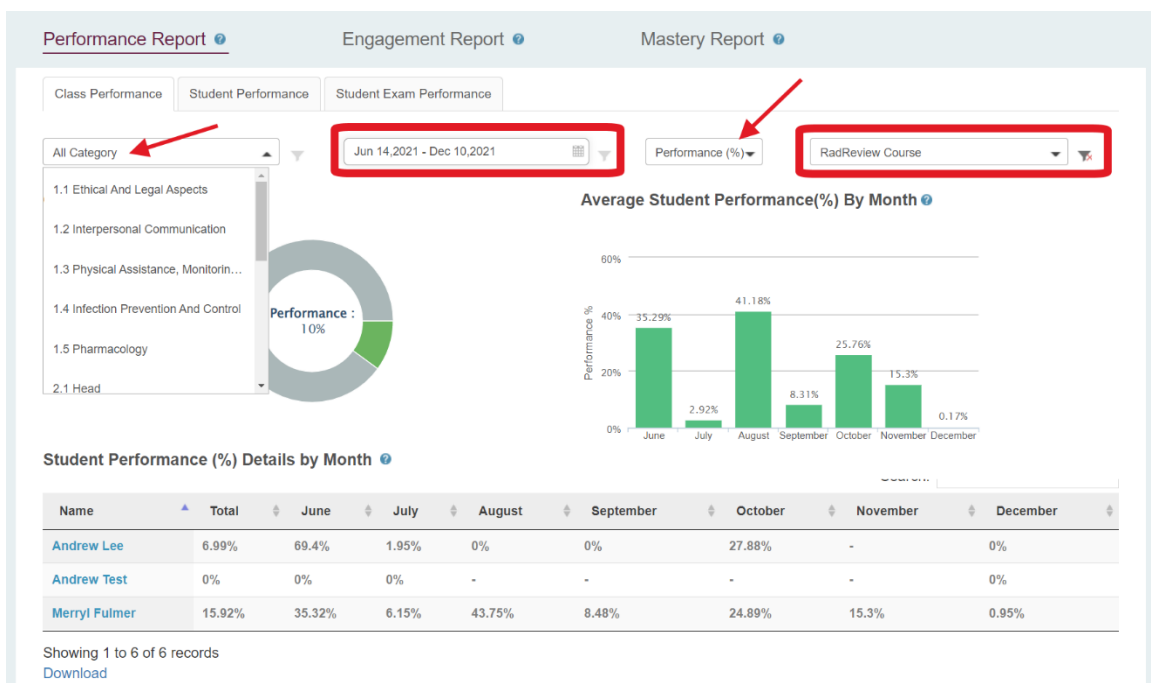 Performance Report Engagement Report Mastery Report
Class Performance Student Performance Student Exam Performance
All Category Jun 14,2021 - Dec 10,2021 Performance (%) RadReview Course
1.1 Ethical And Legal Aspects
1.2 Interpersonal Communication
1.3 Physical Assistance, Monitorin...
1.4 Infection Prevention And Control
1.5 Pharmacology
2.1 Head
Performance :
10%
Average Student Performance(%) By Month
Performance %
60%
40%
20%
0%
35.29%
2.92%
41.18%
8.31%
25.76%
15.3%
0.17%
June July August September October November December
Student Performance (%) Details by Month
Name Total June July August September October November December
Andrew Lee 6.99% 69.4% 1.95% 0% 0% 27.88% - 0%
Andrew Test 0% 0% 0% - - - - 0%
Merryl Fulmer 15.92% 35.32% 6.15% 43.75% 8.48% 24.89% 15.3% 0.95%
Showing 1 to 6 of 6 records
Download